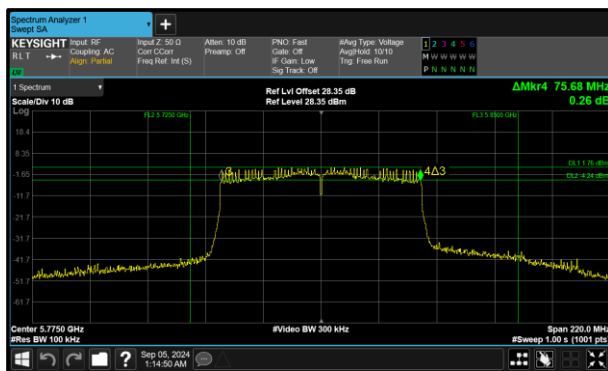 Spectrum Analyzer 1
Swept SA
KEYSIGHT Input: RF Input Z: 50 Ω Atten: 10 dB PNO: Fast #Avg Type: Voltage 1 2 3 4 5 6
RLT Coupling: AC Corr CCorr Preamp: Off Gate: Off Avg|Hold: 10/10 M W W W W W
Align: Partial Freq Ref: Int (S) IF Gain: Low Trig: Free Run
Sig Track: Off P N N N N N
1 Spectrum Ref Lvl Offset 28.35 dB ΔMkr4 75.68 MHz
Scale/Div 10 dB Ref Level 28.35 dBm 0.26 dB
Log
FL2 5.7250 GHz FL3 5.8500 GHz
18.4
8.35
DL1 1.76 dBm
-1.65 3 4Δ3 DL2 -4.24 dBm
-11.7
-21.7
-31.7
-41.7
-51.7
-61.7
Center 5.7750 GHz #Video BW 300 kHz Span 220.0 MHz
#Res BW 100 kHz #Sweep 1.00 s (1001 pts)
? Sep 05, 2024
1:14:50 AM